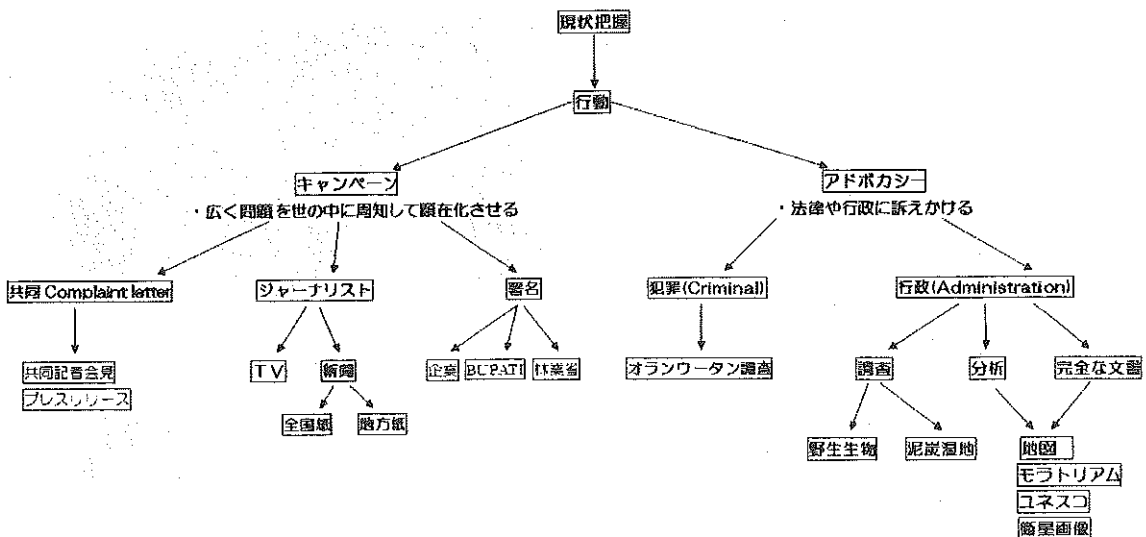 現状把握
行動
キャンペーン
・広く問題を世の中に周知して顕在化させる
アドボカシー
・法律や行政に訴えかける
共同 Complaint letter
ジャーナリスト
署名
犯罪(Criminal)
行政(Administration)
共同記者会見
プレスリリース
TV
新聞
企業
BUPATI
林業省
オランウータン調査
調査
分析
完全な文書
全国紙
地方紙
野生生物
泥炭湿地
地図
モラトリアム
ユネスコ
衛星画像